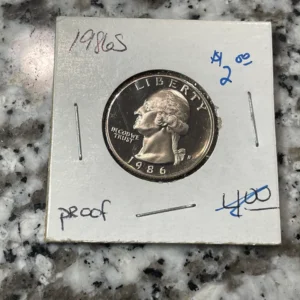 1986S
$2.00
LIBERTY
IN GOD WE
TRUST
1986
proof
4.00